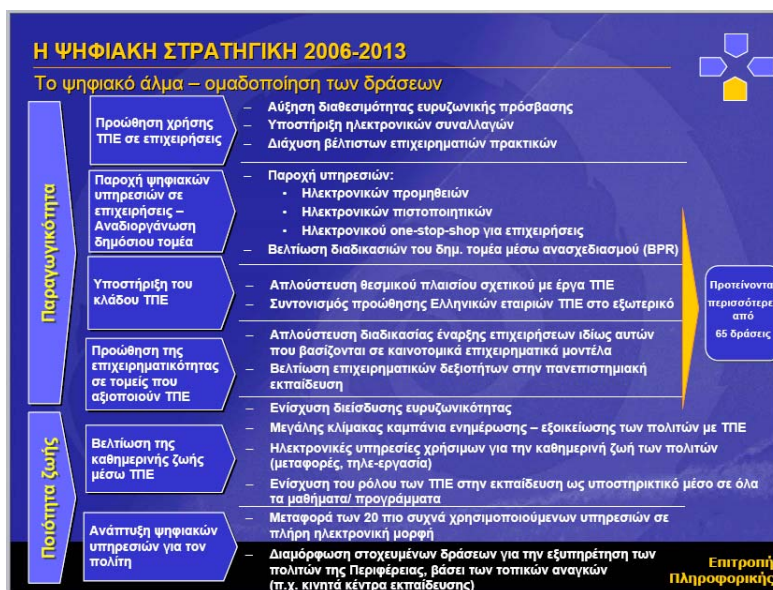 Η ΨΗΦΙΑΚΗ ΣΤΡΑΤΗΓΙΚΗ 2006-2013
Το ψηφιακό άλμα – ομαδοποίηση των δράσεων
Παραγωγικότητα
Προώθηση χρήσης
ΤΠΕ σε επιχειρήσεις
– Αύξηση διαθεσιμότητας ευρυζωνικής πρόσβασης
– Υποστήριξη ηλεκτρονικών συναλλαγών
– Διάχυση βέλτιστων επιχειρηματιών πρακτικών
Παροχή ψηφιακών
υπηρεσιών σε
επιχειρήσεις –
Αναδιοργάνωση
δημόσιου τομέα
– Παροχή υπηρεσιών:
• Ηλεκτρονικών προμηθειών
• Ηλεκτρονικών πιστοποιητικών
• Ηλεκτρονικού one-stop-shop για επιχειρήσεις
– Βελτίωση διαδικασιών του δημ. τομέα μέσω ανασχεδιασμού (BPR)
Υποστήριξη του
κλάδου ΤΠΕ
– Απλούστευση θεσμικού πλαισίου σχετικού με έργα ΤΠΕ
– Συντονισμός προώθησης Ελληνικών εταιριών ΤΠΕ στο εξωτερικό
Προώθηση της
επιχειρηματικότητας
σε τομείς που
αξιοποιούν ΤΠΕ
– Απλούστευση διαδικασίας έναρξης επιχειρήσεων ιδίως αυτών
που βασίζονται σε καινοτομικά επιχειρηματικά μοντέλα
– Βελτίωση επιχειρηματικών δεξιοτήτων στην πανεπιστημιακή
εκπαίδευση
Ποιότητα ζωής
Βελτίωση της
καθημερινής ζωής
μέσω ΤΠΕ
– Ενίσχυση διείσδυσης ευρυζωνικότητας
– Μεγάλης κλίμακας καμπάνια ενημέρωσης – εξοικείωσης των πολιτών με ΤΠΕ
– Ηλεκτρονικές υπηρεσίες χρήσιμων για την καθημερινή ζωή των πολιτών
(μεταφορές, τηλε-εργασία)
– Ενίσχυση του ρόλου των ΤΠΕ στην εκπαίδευση ως υποστηρικτικό μέσο σε όλα
τα μαθήματα/ προγράμματα
Ανάπτυξη ψηφιακών
υπηρεσιών για τον
πολίτη
– Μεταφορά των 20 πιο συχνά χρησιμοποιούμενων υπηρεσιών σε
πλήρη ηλεκτρονική μορφή
– Διαμόρφωση στοχευμένων δράσεων για την εξυπηρέτηση των
πολιτών της Περιφέρειας, βάσει των τοπικών αναγκών
(π.χ. κινητά κέντρα εκπαίδευσης)
Προτείνοντα
περισσότερε
από
65 δράσεις
Επιτροπή
Πληροφορικής